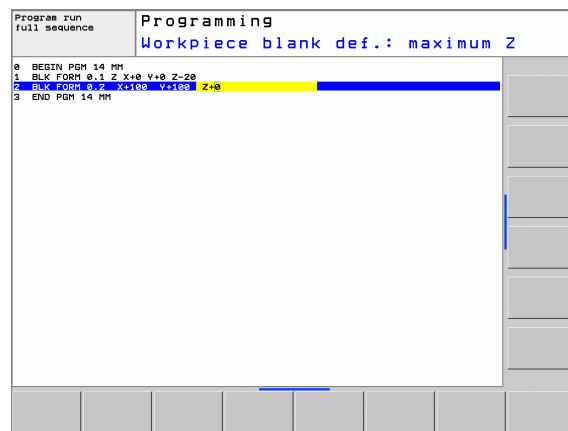 Program run
full sequence
Programming
Workpiece blank def.: maximum Z
0 BEGIN PGM 14 MM
1 BLK FORM 0.1 Z X+0 Y+0 Z-20
2 BLK FORM 0.2 X+100 Y+100 Z+0
3 END PGM 14 MM